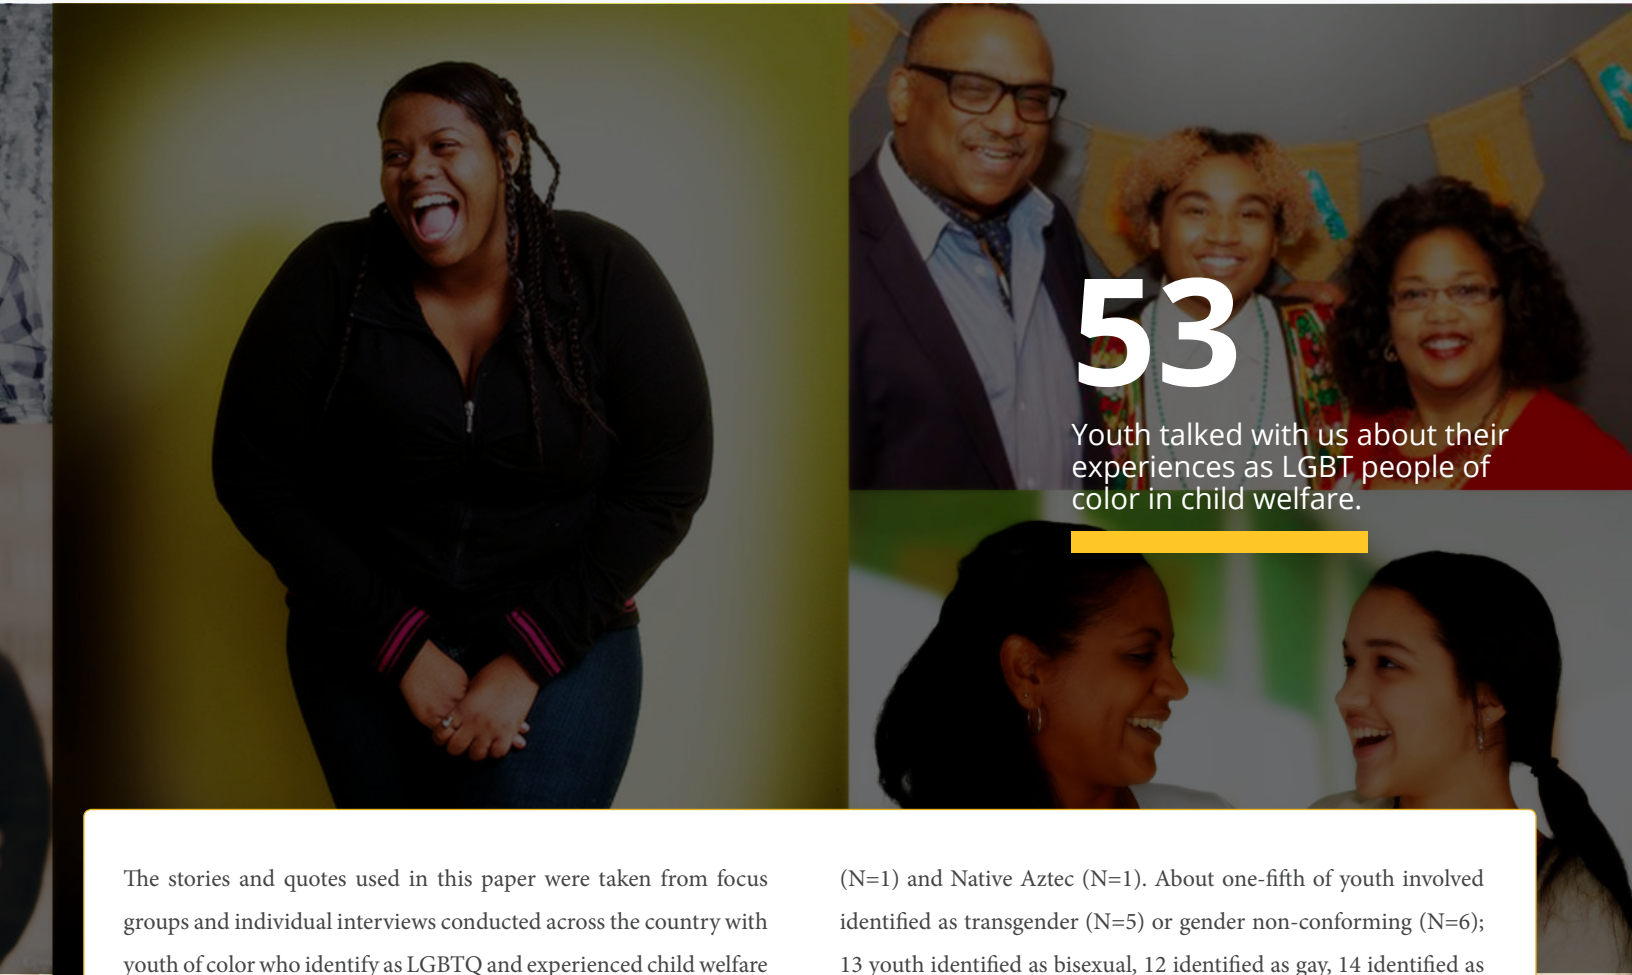 53
Youth talked with us about their
experiences as LGBT people of
color in child welfare.
The stories and quotes used in this paper were taken from focus
groups and individual interviews conducted across the country with
youth of color who identify as LGBTQ and experienced child welfare
(N=1) and Native Aztec (N=1). About one-fifth of youth involved
identified as transgender (N=5) or gender non-conforming (N=6);
13 youth identified as bisexual, 12 identified as gay, 14 identified as